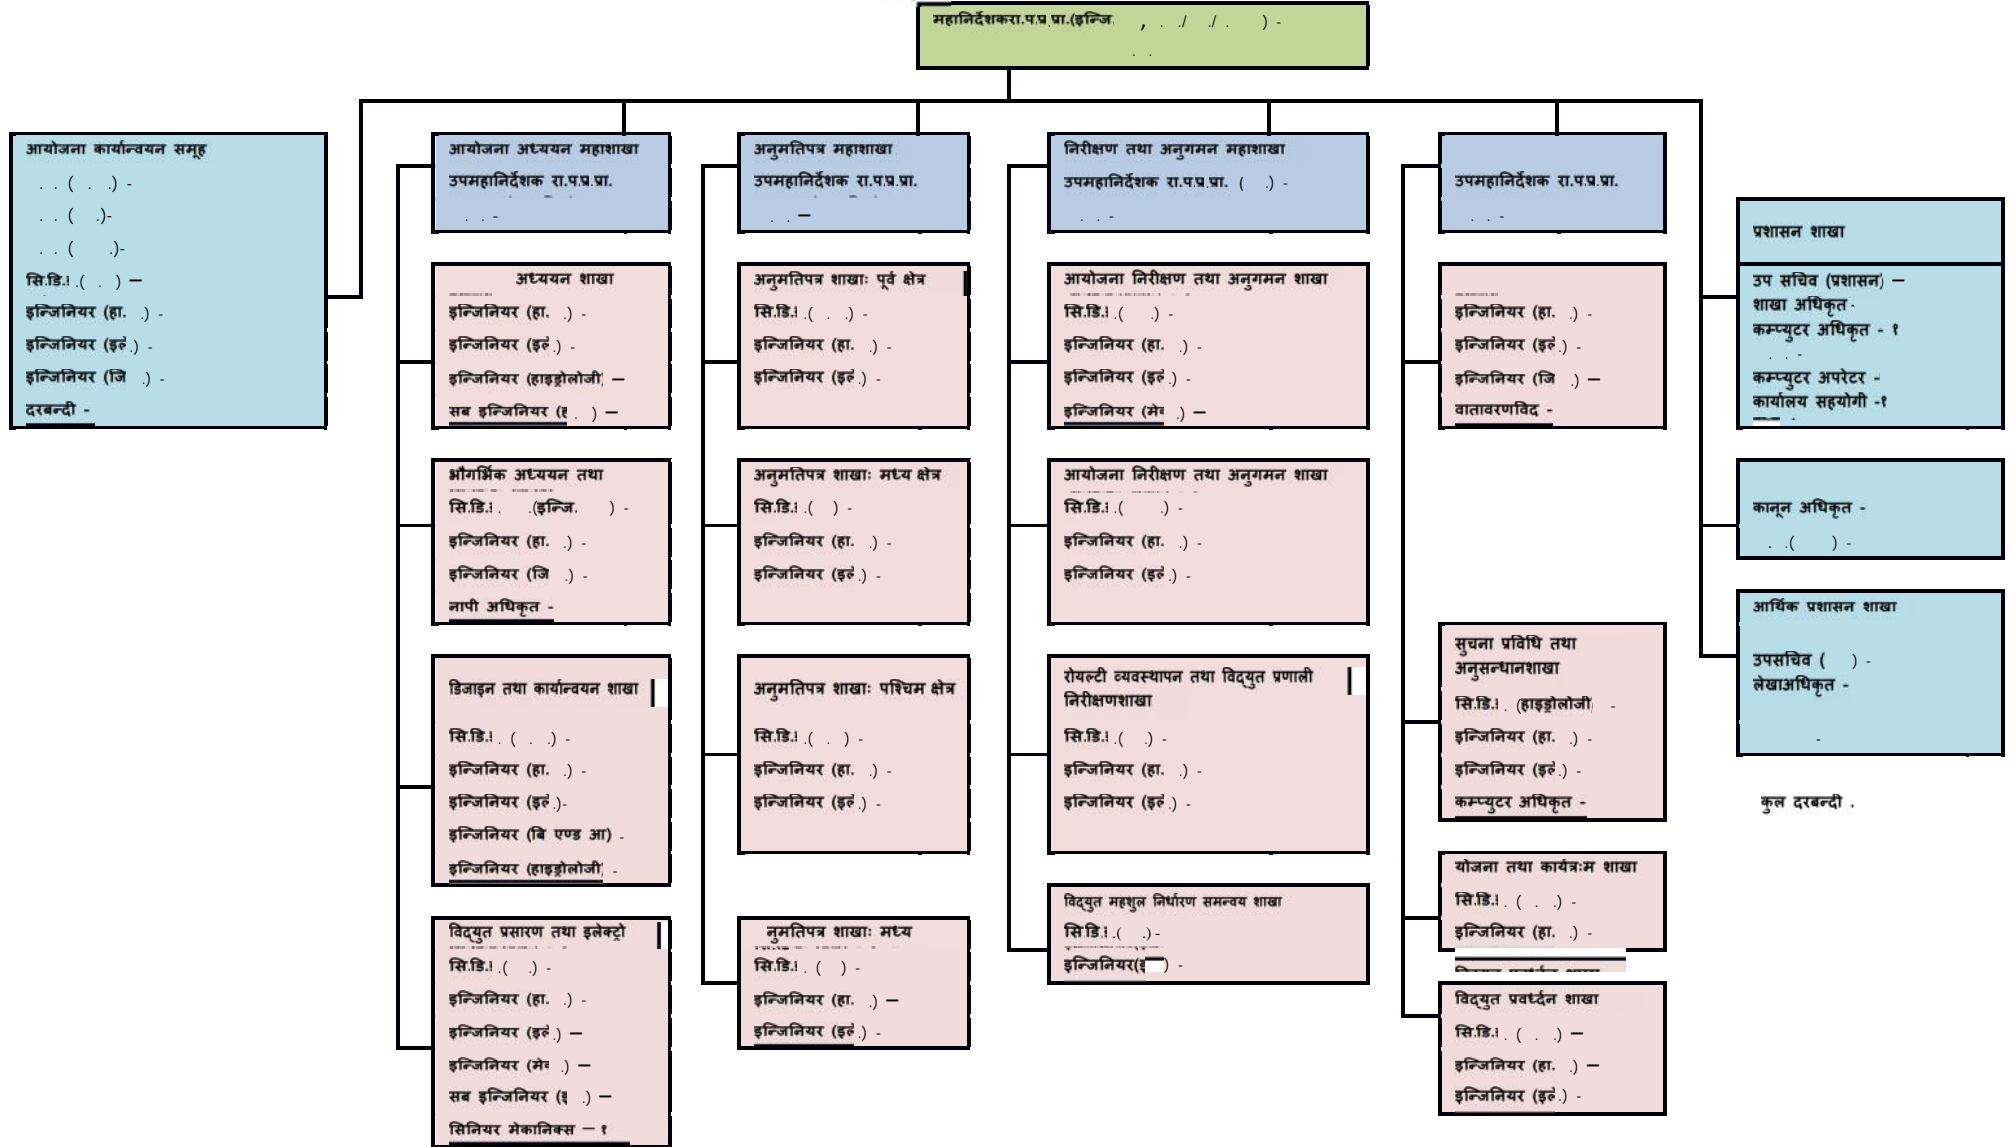 महानिर्देशकरा.प.प्र.प्रा.(इन्जि. , . ./ ./ . ) -
. .
आयोजना कार्यान्वयन समूह
. . ( . .) -
. . ( .)-
. . ( .)-
सि.डि. .( . ) —
इन्जिनियर (हा. .) -
इन्जिनियर (इले.) -
इन्जिनियर (जि .) -
दरबन्दी -
आयोजना अध्ययन महाशाखा
उपमहानिर्देशक रा.प.प्र.प्रा.
. . -
अध्ययन शाखा
इन्जिनियर (हा. .) -
इन्जिनियर (इले.) -
इन्जिनियर (हाइड्रोलोजी) —
सब इन्जिनियर (ह . ) —
भौगर्भिक अध्ययन तथा
सि.डि. . .(इन्जि. ) -
इन्जिनियर (हा. .) -
इन्जिनियर (जि .) -
नापी अधिकृत -
डिजाइन तथा कार्यान्वयन शाखा
सि.डि. . ( . .) -
इन्जिनियर (हा. .) -
इन्जिनियर (इले.)-
इन्जिनियर (बि एण्ड आ) -
इन्जिनियर (हाइड्रोलोजी) -
विद्युत प्रसारण तथा इलेक्ट्रो
सि.डि. .( .) -
इन्जिनियर (हा. .) -
इन्जिनियर (इले.) —
इन्जिनियर (मे .) —
सब इन्जिनियर (इ .) —
सिनियर मेकानिक्स — १
अनुमतिपत्र महाशाखा
उपमहानिर्देशक रा.प.प्र.प्रा.
. . —
अनुमतिपत्र शाखाः पूर्व क्षेत्र
सि.डि. .( . .) -
इन्जिनियर (हा. .) -
इन्जिनियर (इले.) -
अनुमतिपत्र शाखाः मध्य क्षेत्र
सि.डि. .( ) -
इन्जिनियर (हा. .) -
इन्जिनियर (इले.) -
अनुमतिपत्र शाखाः पश्चिम क्षेत्र
सि.डि. .( . ) -
इन्जिनियर (हा. .) -
इन्जिनियर (इले.) -
नुमतिपत्र शाखाः मध्य
सि.डि. . ( ) -
इन्जिनियर (हा. .) —
इन्जिनियर (इले.) -
निरीक्षण तथा अनुगमन महाशाखा
उपमहानिर्देशक रा.प.प्र.प्रा. ( .) -
. . -
आयोजना निरीक्षण तथा अनुगमन शाखा
सि.डि. .( .) -
इन्जिनियर (हा. .) -
इन्जिनियर (इले.) -
इन्जिनियर (मे .) —
आयोजना निरीक्षण तथा अनुगमन शाखा
सि.डि. .( .) -
इन्जिनियर (हा. .) -
इन्जिनियर (इले.) -
रोयल्टी व्यवस्थापन तथा विद्युत प्रणाली
निरीक्षणशाखा
सि.डि. .( .) -
इन्जिनियर (हा. .) -
इन्जिनियर (इले.) -
विद्युत महशुल निर्धारण समन्वय शाखा
सि.डि. .( .) -
इन्जिनियर(इ ) -
उपमहानिर्देशक रा.प.प्र.प्रा.
. . -
इन्जिनियर (हा. .) -
इन्जिनियर (इले.) -
इन्जिनियर (जि .) —
वातावरणविद -
सुचना प्रविधि तथा
अनुसन्धानशाखा
सि.डि. . (हाइड्रोलोजी) -
इन्जिनियर (हा. .) -
इन्जिनियर (इले.) -
कम्प्युटर अधिकृत -
योजना तथा कार्यत्रःम शाखा
सि.डि. . ( . .) -
इन्जिनियर (हा. .) -
विद्युत प्रवर्ध्दन शाखा
सि.डि. . ( . .) —
इन्जिनियर (हा. .) —
इन्जिनियर (इले.) -
प्रशासन शाखा
उप सचिव (प्रशासन) —
शाखा अधिकृत -
कम्प्युटर अधिकृत - १
. . -
कम्प्युटर अपरेटर -
कार्यालय सहयोगी -१
कानून अधिकृत -
. .( ) -
आर्थिक प्रशासन शाखा
उपसचिव ( ) -
लेखाअधिकृत -
-
कुल दरबन्दी .